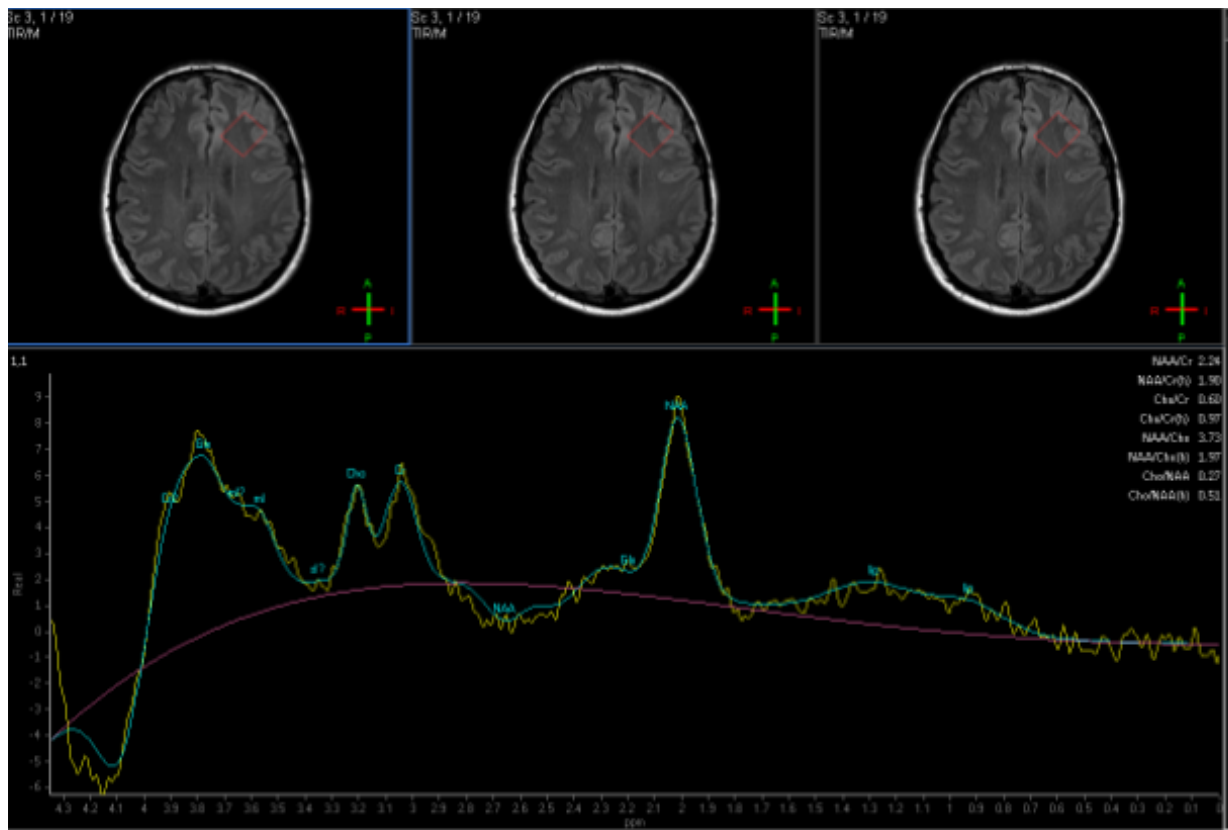 Sc 3, 1 / 19
TIR/M
Sc 3, 1 / 19
TIR/M
Sc 3, 1 / 19
TIR/M
A
R
P
A
R
P
A
R
P
1,1
NAA/Cr 2.24
NAA/Cr(h) 1.90
Cho/Cr 0.60
Cho/Cr(h) 0.97
NAA/Cho 3.73
NAA/Cho(h) 1.97
Cho/NAA 0.27
Cho/NAA(h) 0.51
Cho
NAA
mI
NAA
9
8
7
6
5
4
3
2
1
0
-1
-2
-3
-4
-5
-6
Real
4.3 4.2 4.1 4 3.9 3.8 3.7 3.6 3.5 3.4 3.3 3.2 3.1 3 2.9 2.8 2.7 2.6 2.5 2.4 2.3 2.2 2.1 2 1.9 1.8 1.7 1.6 1.5 1.4 1.3 1.2 1.1 1 0.9 0.8 0.7 0.6 0.5 0.4 0.3 0.2 0.1
ppm